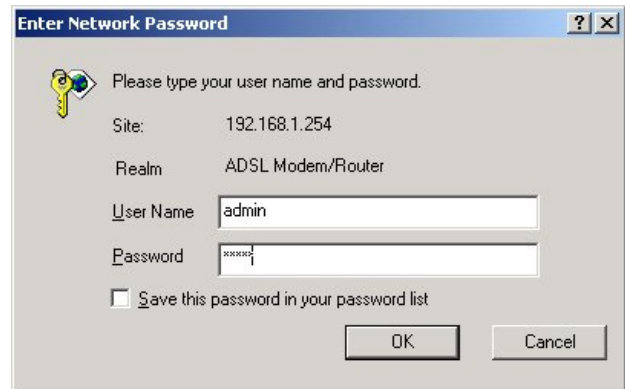 Enter Network Password
Please type your user name and password.
Site: 192.168.1.254
Realm ADSL Modem/Router
User Name admin
Password *****
Save this password in your password list
OK Cancel